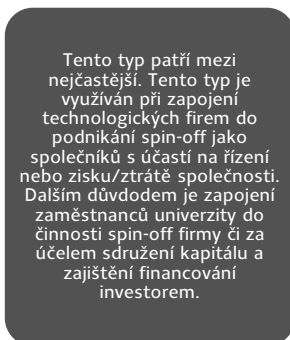 Tento typ patří mezi
nejčastější. Tento typ je
využíván při zapojení
technologických firem do
podnikání spin-off jako
společníků s účastí na řízení
nebo zisku/ztrátě společnosti.
Dalším důvdodem je zapojení
zaměstnanců univerzity do
činnosti spin-off firmy či za
účelem sdružení kapitálu a
zajištění financování
investorem.